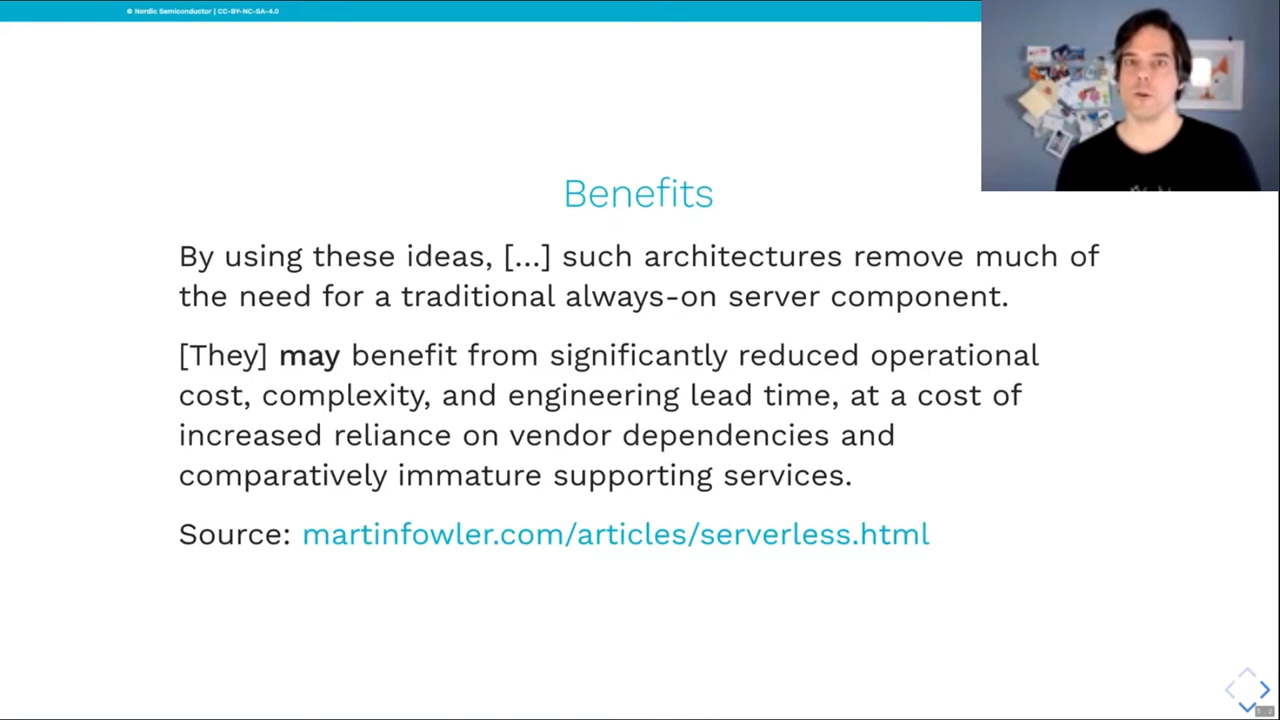 © Nordic Semiconductor | CC-BY-NC-SA-4.0
Benefits
By using these ideas, [...] such architectures remove much of
the need for a traditional always-on server component.
[They] may benefit from significantly reduced operational
cost, complexity, and engineering lead time, at a cost of
increased reliance on vendor dependencies and
comparatively immature supporting services.
Source: martinfowler.com/articles/serverless.html